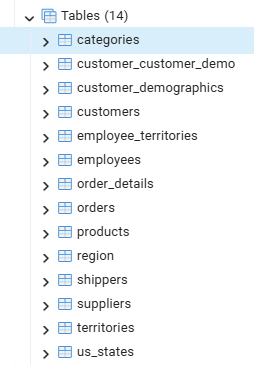 Tables (14)
categories
customer_customer_demo
customer_demographics
customers
employee_territories
employees
order_details
orders
products
region
shippers
suppliers
territories
us_states